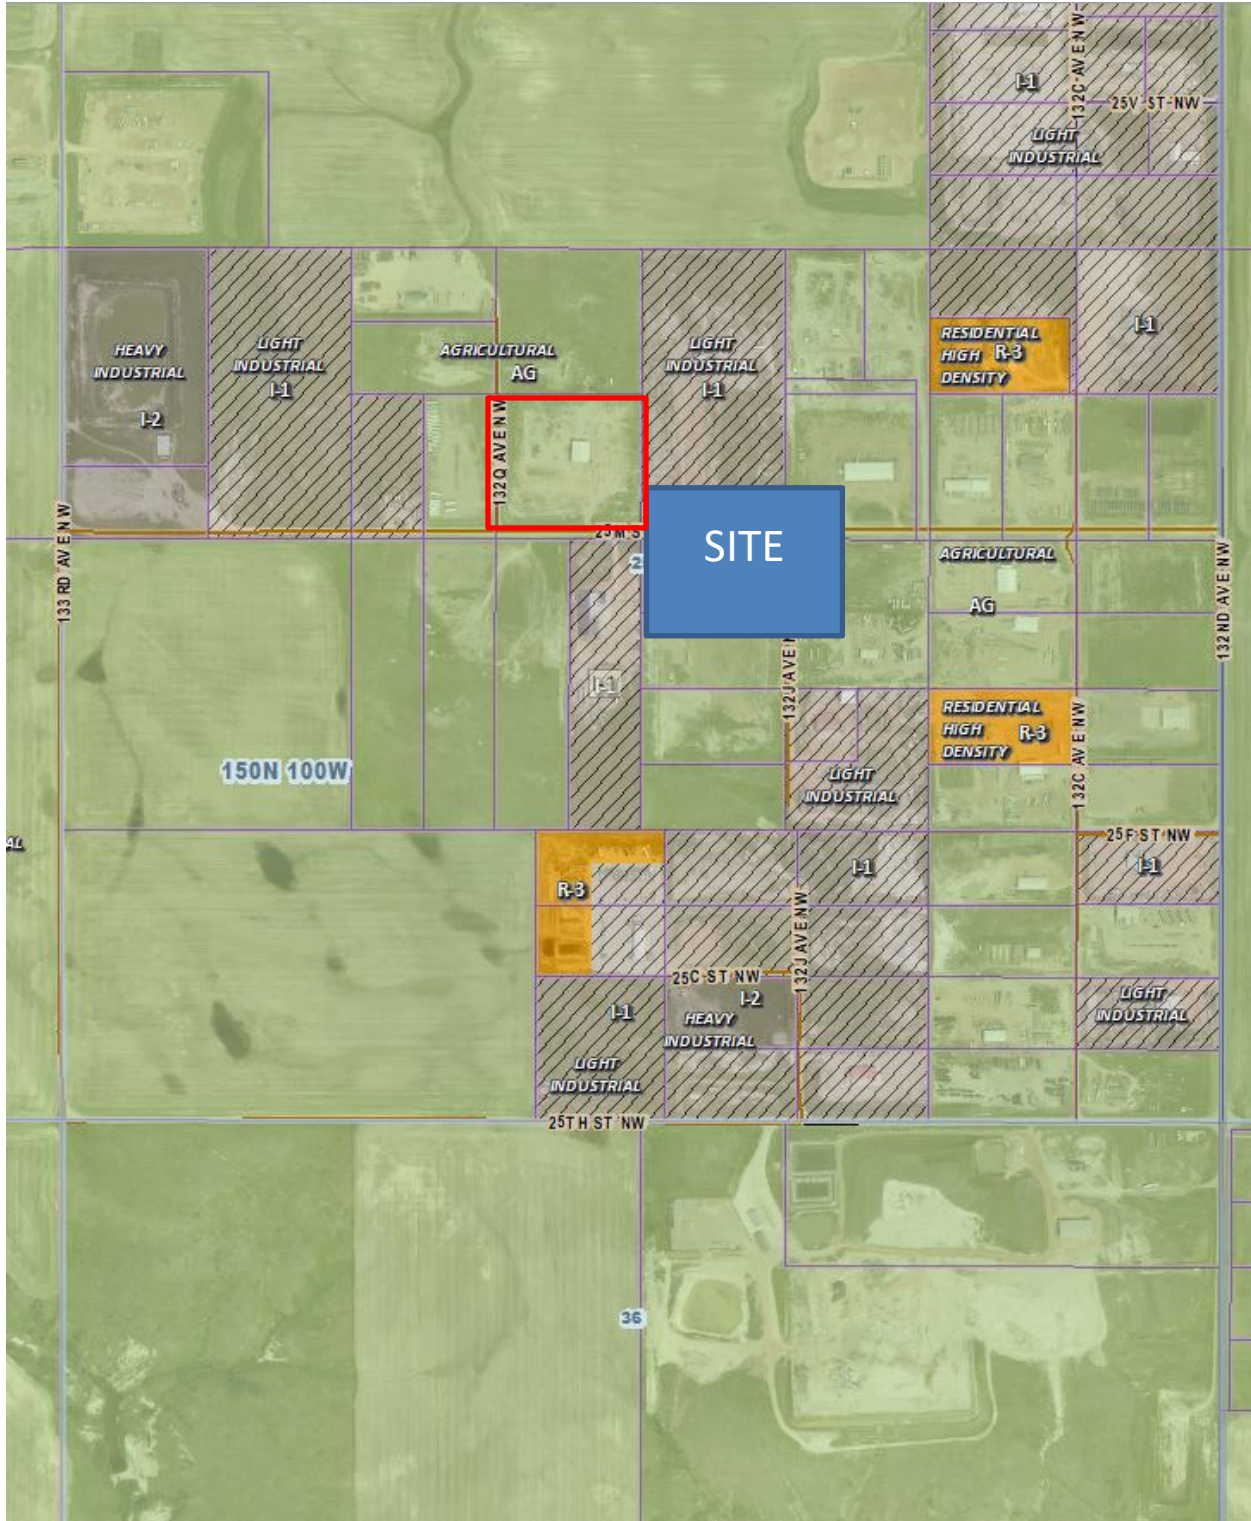 132C AVE NW
I-1
25V ST NW
LIGHT
INDUSTRIAL
HEAVY
INDUSTRIAL
I-2
LIGHT
INDUSTRIAL
I-1
AGRICULTURAL
AG
LIGHT
INDUSTRIAL
I-1
RESIDENTIAL
HIGH R-3
DENSITY
I-1
132Q AVE NW
25 M S
SITE
2
133 RD AVE NW
AGRICULTURAL
AG
132ND AVE NW
I-1
132J AVE N
RESIDENTIAL
HIGH R-3
DENSITY
132C AVE NW
150N 100W
LIGHT
INDUSTRIAL
AL
25F ST NW
I-1
I-1
R-3
132J AVE NW
25C ST NW
I-2
HEAVY
INDUSTRIAL
I-1
LIGHT
INDUSTRIAL
LIGHT
INDUSTRIAL
25TH ST NW
36